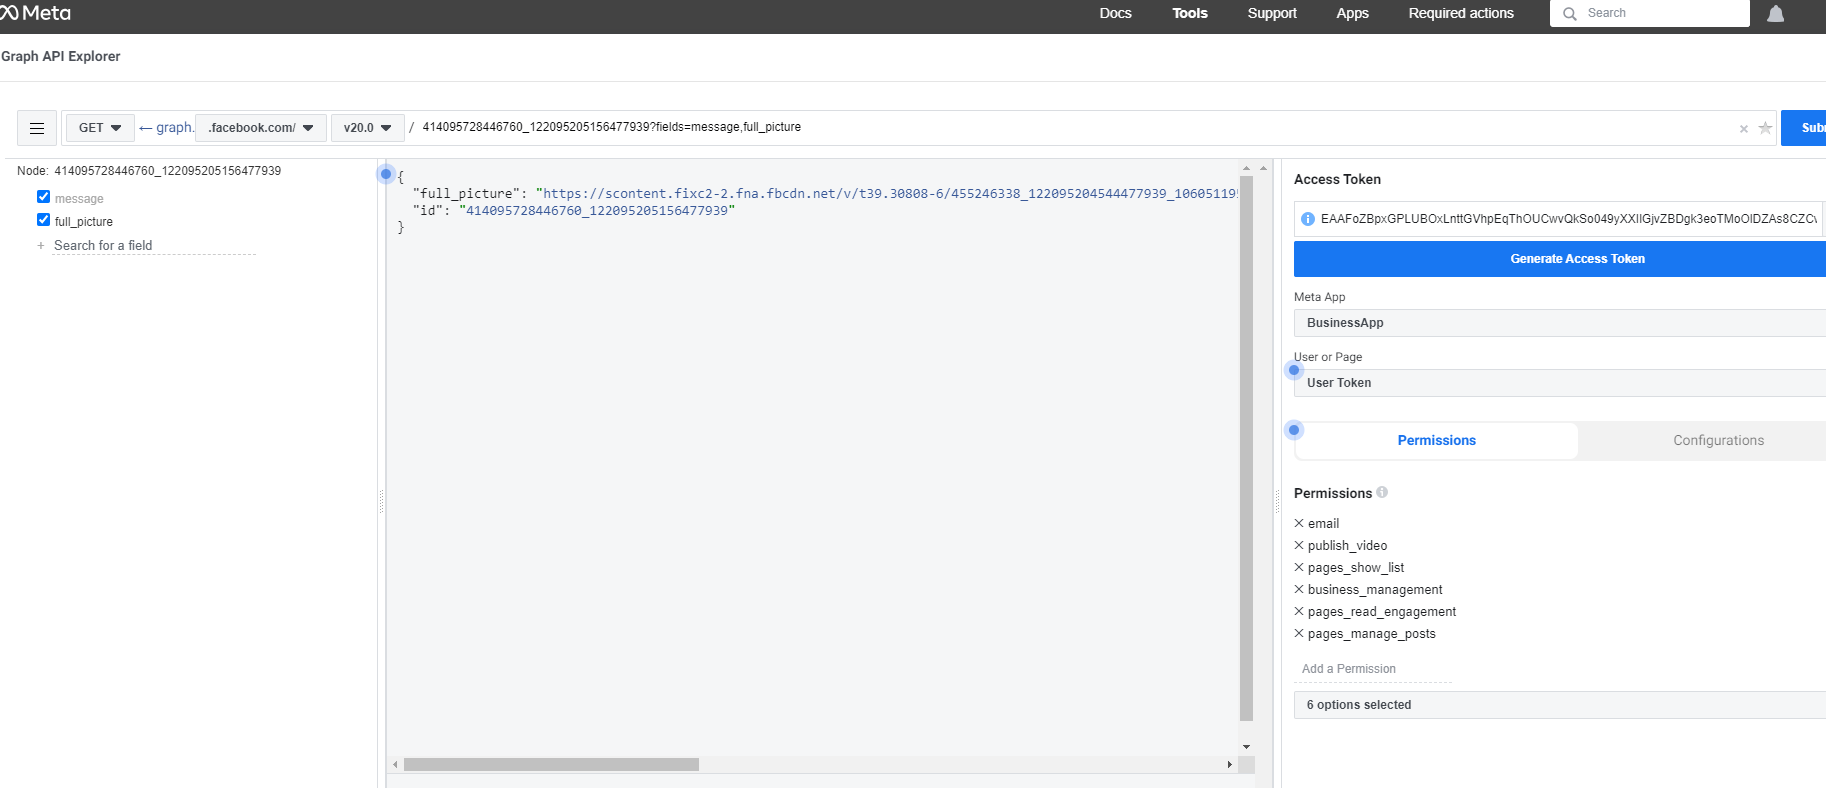 Meta
Docs
Tools
Support
Apps
Required actions
Search
Graph API Explorer
GET
graph.
.facebook.com/
v20.0
/
414095728446760_122095205156477939?fields=message,full_picture
Node: 414095728446760_122095205156477939
message
full_picture
+ Search for a field
{
"full_picture": "https://scontent.fixc2-2.fna.fbcdn.net/v/t39.30808-6/455246338_122095204544477939_1060511
"id": "414095728446760_122095205156477939"
}
Access Token
Generate Access Token
Meta App
BusinessApp
User or Page
User Token
Permissions
Configurations
Permissions
email
publish_video
pages_show_list
business_management
pages_read_engagement
pages_manage_posts
Add a Permission
6 options selected